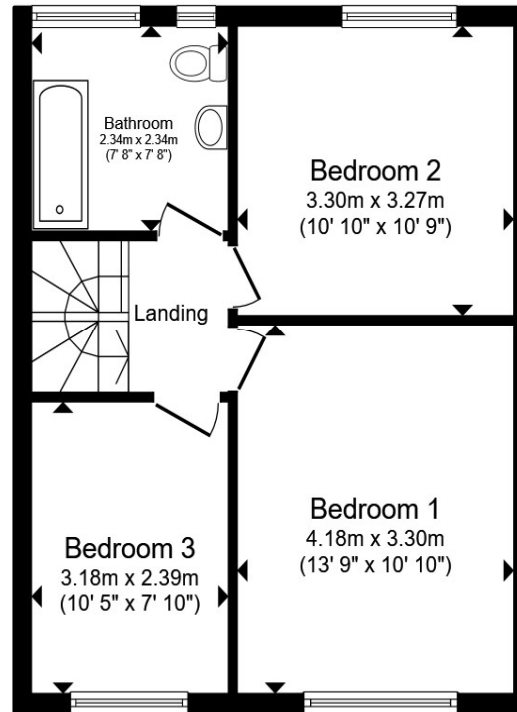 Bathroom
2.34m x 2.34m
(7' 8" x 7' 8")
Bedroom 2
3.30m x 3.27m
(10' 10" x 10' 9")
Landing
Bedroom 3
3.18m x 2.39m
(10' 5" x 7' 10")
Bedroom 1
4.18m x 3.30m
(13' 9" x 10' 10")